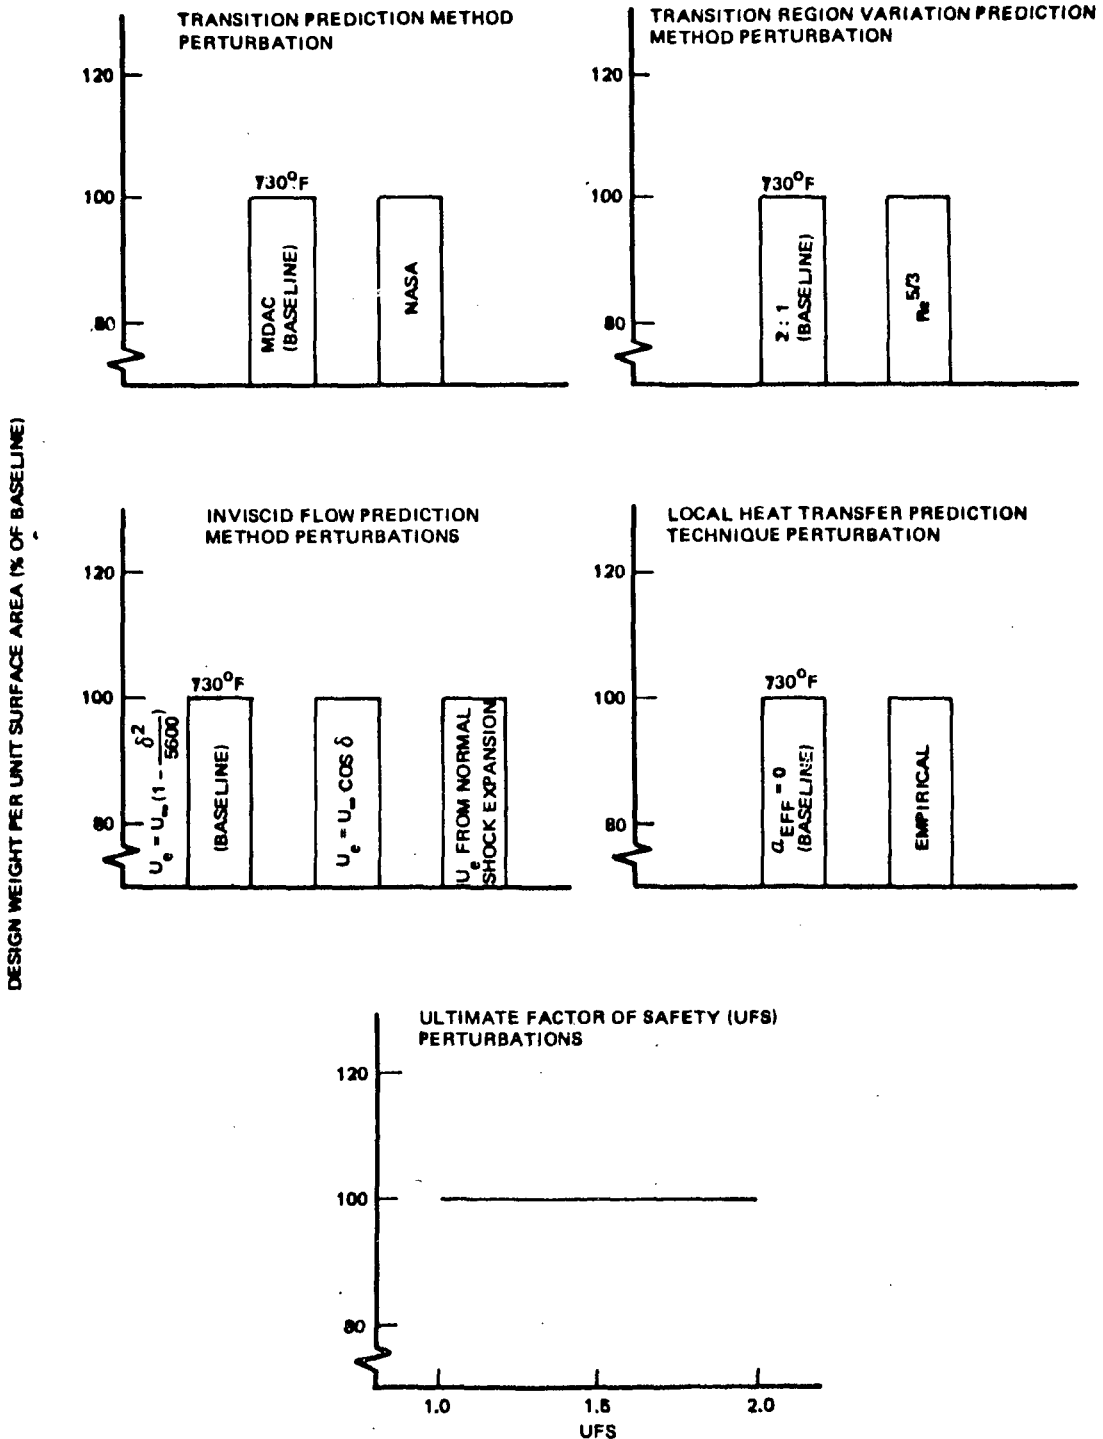 DESIGN WEIGHT PER UNIT SURFACE AREA (% OF BASELINE)
TRANSITION PREDICTION METHOD
PERTURBATION
120
100
80
730°F
MDAC
(BASELINE)
NASA
TRANSITION REGION VARIATION PREDICTION
METHOD PERTURBATION
120
100
80
730°F
2 : 1
(BASELINE)
Re 5/3
INVISCID FLOW PREDICTION
METHOD PERTURBATIONS
120
100
80
730°F
U_e = U_∞ (1 - δ²/5600)
(BASELINE)
U_e = U_∞ COS δ
U_e FROM NORMAL
SHOCK EXPANSION
LOCAL HEAT TRANSFER PREDICTION
TECHNIQUE PERTURBATION
120
100
80
730°F
α_EFF = 0
(BASELINE)
EMPIRICAL
ULTIMATE FACTOR OF SAFETY (UFS)
PERTURBATIONS
120
100
80
1.0 1.5 2.0
UFS